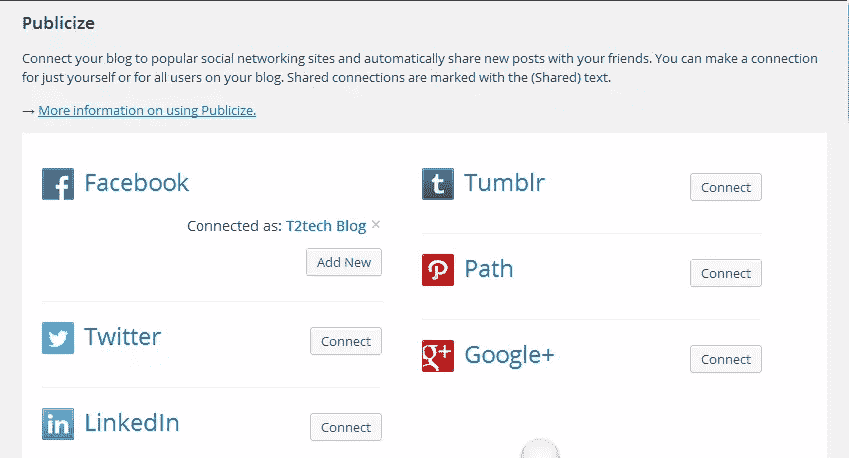 Publicize
Connect your blog to popular social networking sites and automatically share new posts with your friends. You can make a connection
for just yourself or for all users on your blog. Shared connections are marked with the (Shared) text.
→ More information on using Publicize.
Facebook
Connected as: T2tech Blog ×
Add New
Twitter
Connect
LinkedIn
Connect
Tumblr
Connect
Path
Connect
Google+
Connect